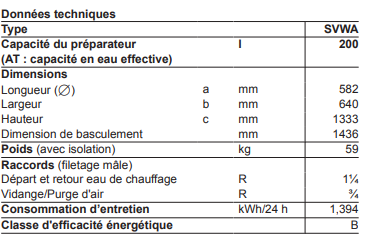 Données techniques
Type SVWA
Capacité du préparateur l 200
(AT : capacité en eau effective)
Dimensions
Longueur (∅) a mm 582
Largeur b mm 640
Hauteur c mm 1333
Dimension de basculement mm 1436
Poids (avec isolation) kg 59
Raccords (filetage mâle)
Départ et retour eau de chauffage R 1¼
Vidange/Purge d'air R ¾
Consommation d'entretien kWh/24 h 1,394
Classe d'efficacité énergétique B